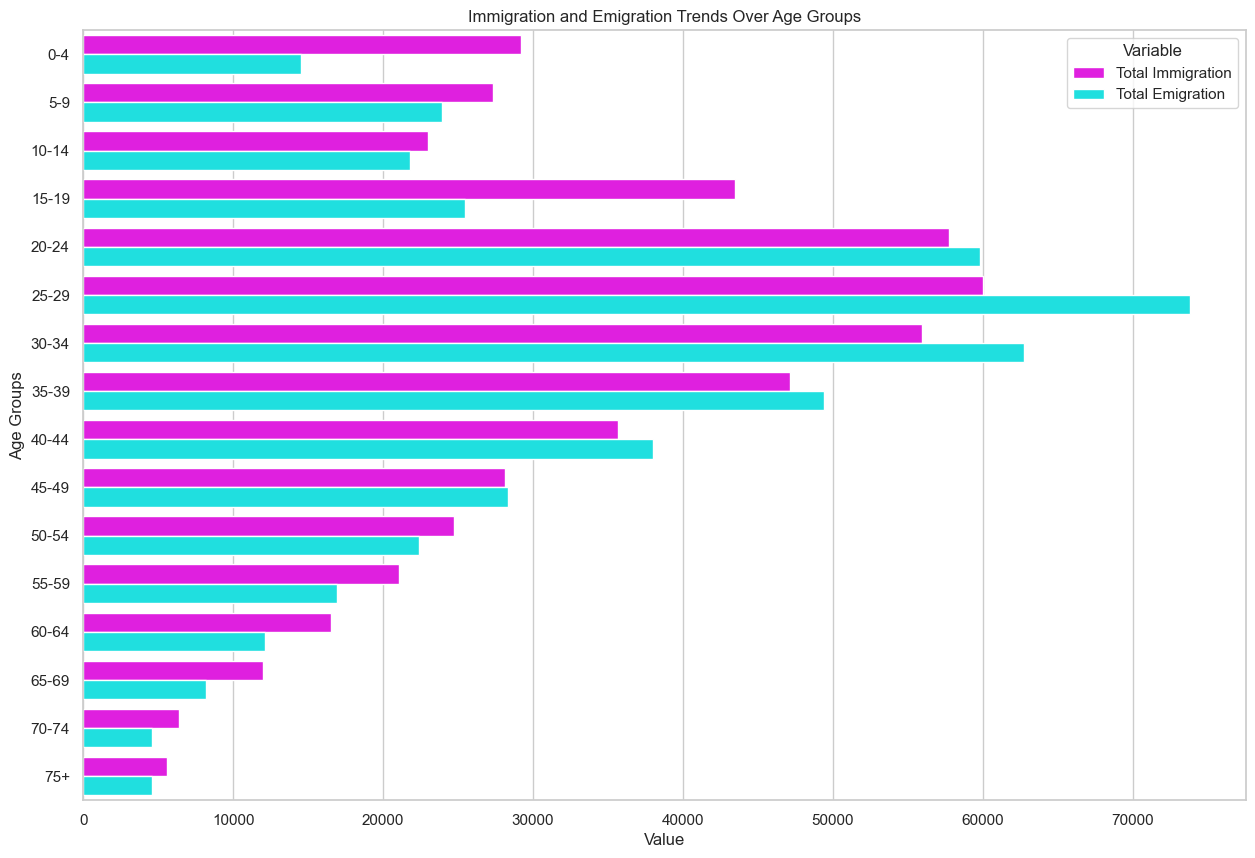 Immigration and Emigration Trends Over Age Groups
Variable
Total Immigration
Total Emigration
Age Groups
0-4
5-9
10-14
15-19
20-24
25-29
30-34
35-39
40-44
45-49
50-54
55-59
60-64
65-69
70-74
75+
0 10000 20000 30000 40000 50000 60000 70000
Value